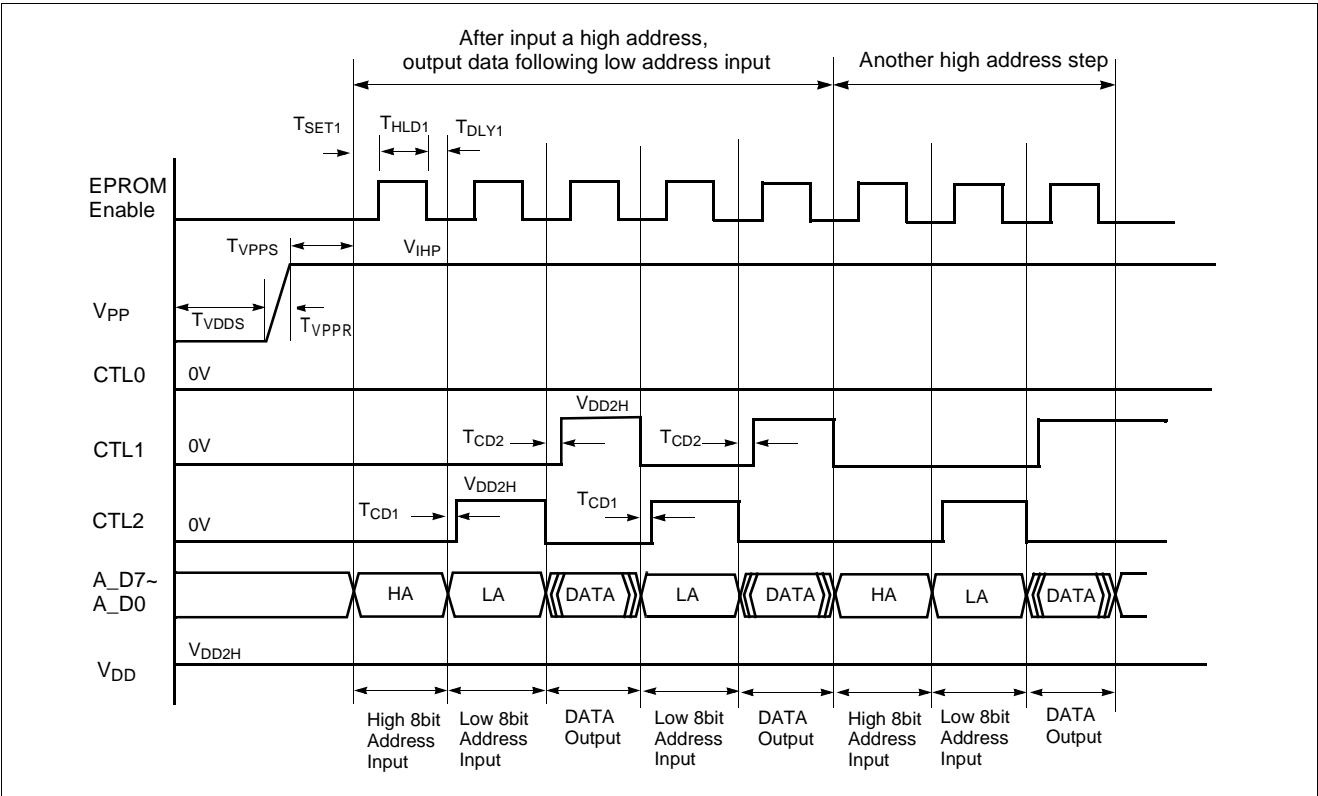 After input a high address,
output data following low address input
Another high address step
TSET1
THLD1
TDLY1
EPROM
Enable
TVPPS
VIHP
VPP
TVDDS
TVPPR
CTL0
0V
VDD2H
CTL1
0V
TCD2
TCD2
VDD2H
CTL2
0V
TCD1
TCD1
A_D7~
A_D0
HA
LA
DATA
LA
DATA
HA
LA
DATA
VDD2H
VDD
High 8bit
Address
Input
Low 8bit
Address
Input
DATA
Output
Low 8bit
Address
Input
DATA
Output
High 8bit
Address
Input
Low 8bit
Address
Input
DATA
Output